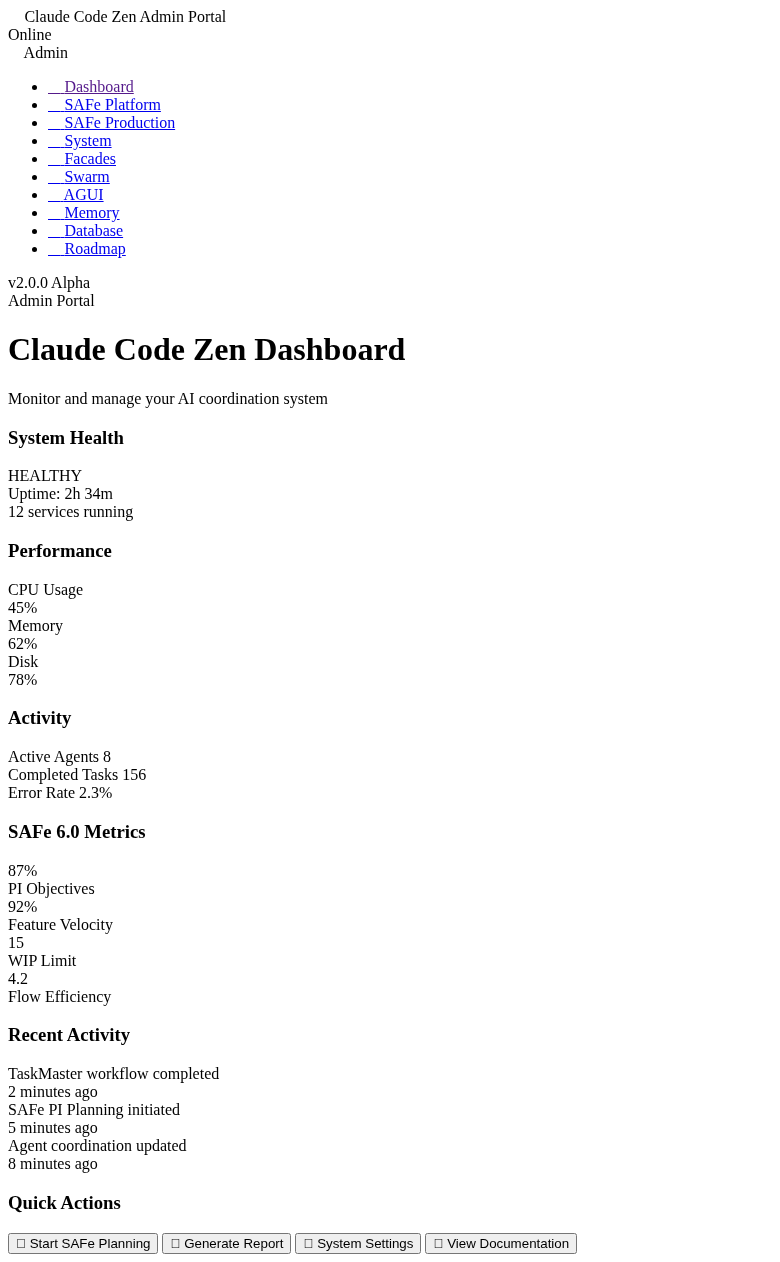 Claude Code Zen Admin Portal
Online
Admin
Dashboard
SAFe Platform
SAFe Production
System
Facades
Swarm
AGUI
Memory
Database
Roadmap
v2.0.0 Alpha
Admin Portal
Claude Code Zen Dashboard
Monitor and manage your AI coordination system
System Health
HEALTHY
Uptime: 2h 34m
12 services running
Performance
CPU Usage
45%
Memory
62%
Disk
78%
Activity
Active Agents 8
Completed Tasks 156
Error Rate 2.3%
SAFe 6.0 Metrics
87%
PI Objectives
92%
Feature Velocity
15
WIP Limit
4.2
Flow Efficiency
Recent Activity
TaskMaster workflow completed
2 minutes ago
SAFe PI Planning initiated
5 minutes ago
Agent coordination updated
8 minutes ago
Quick Actions
Start SAFe Planning Generate Report System Settings View Documentation